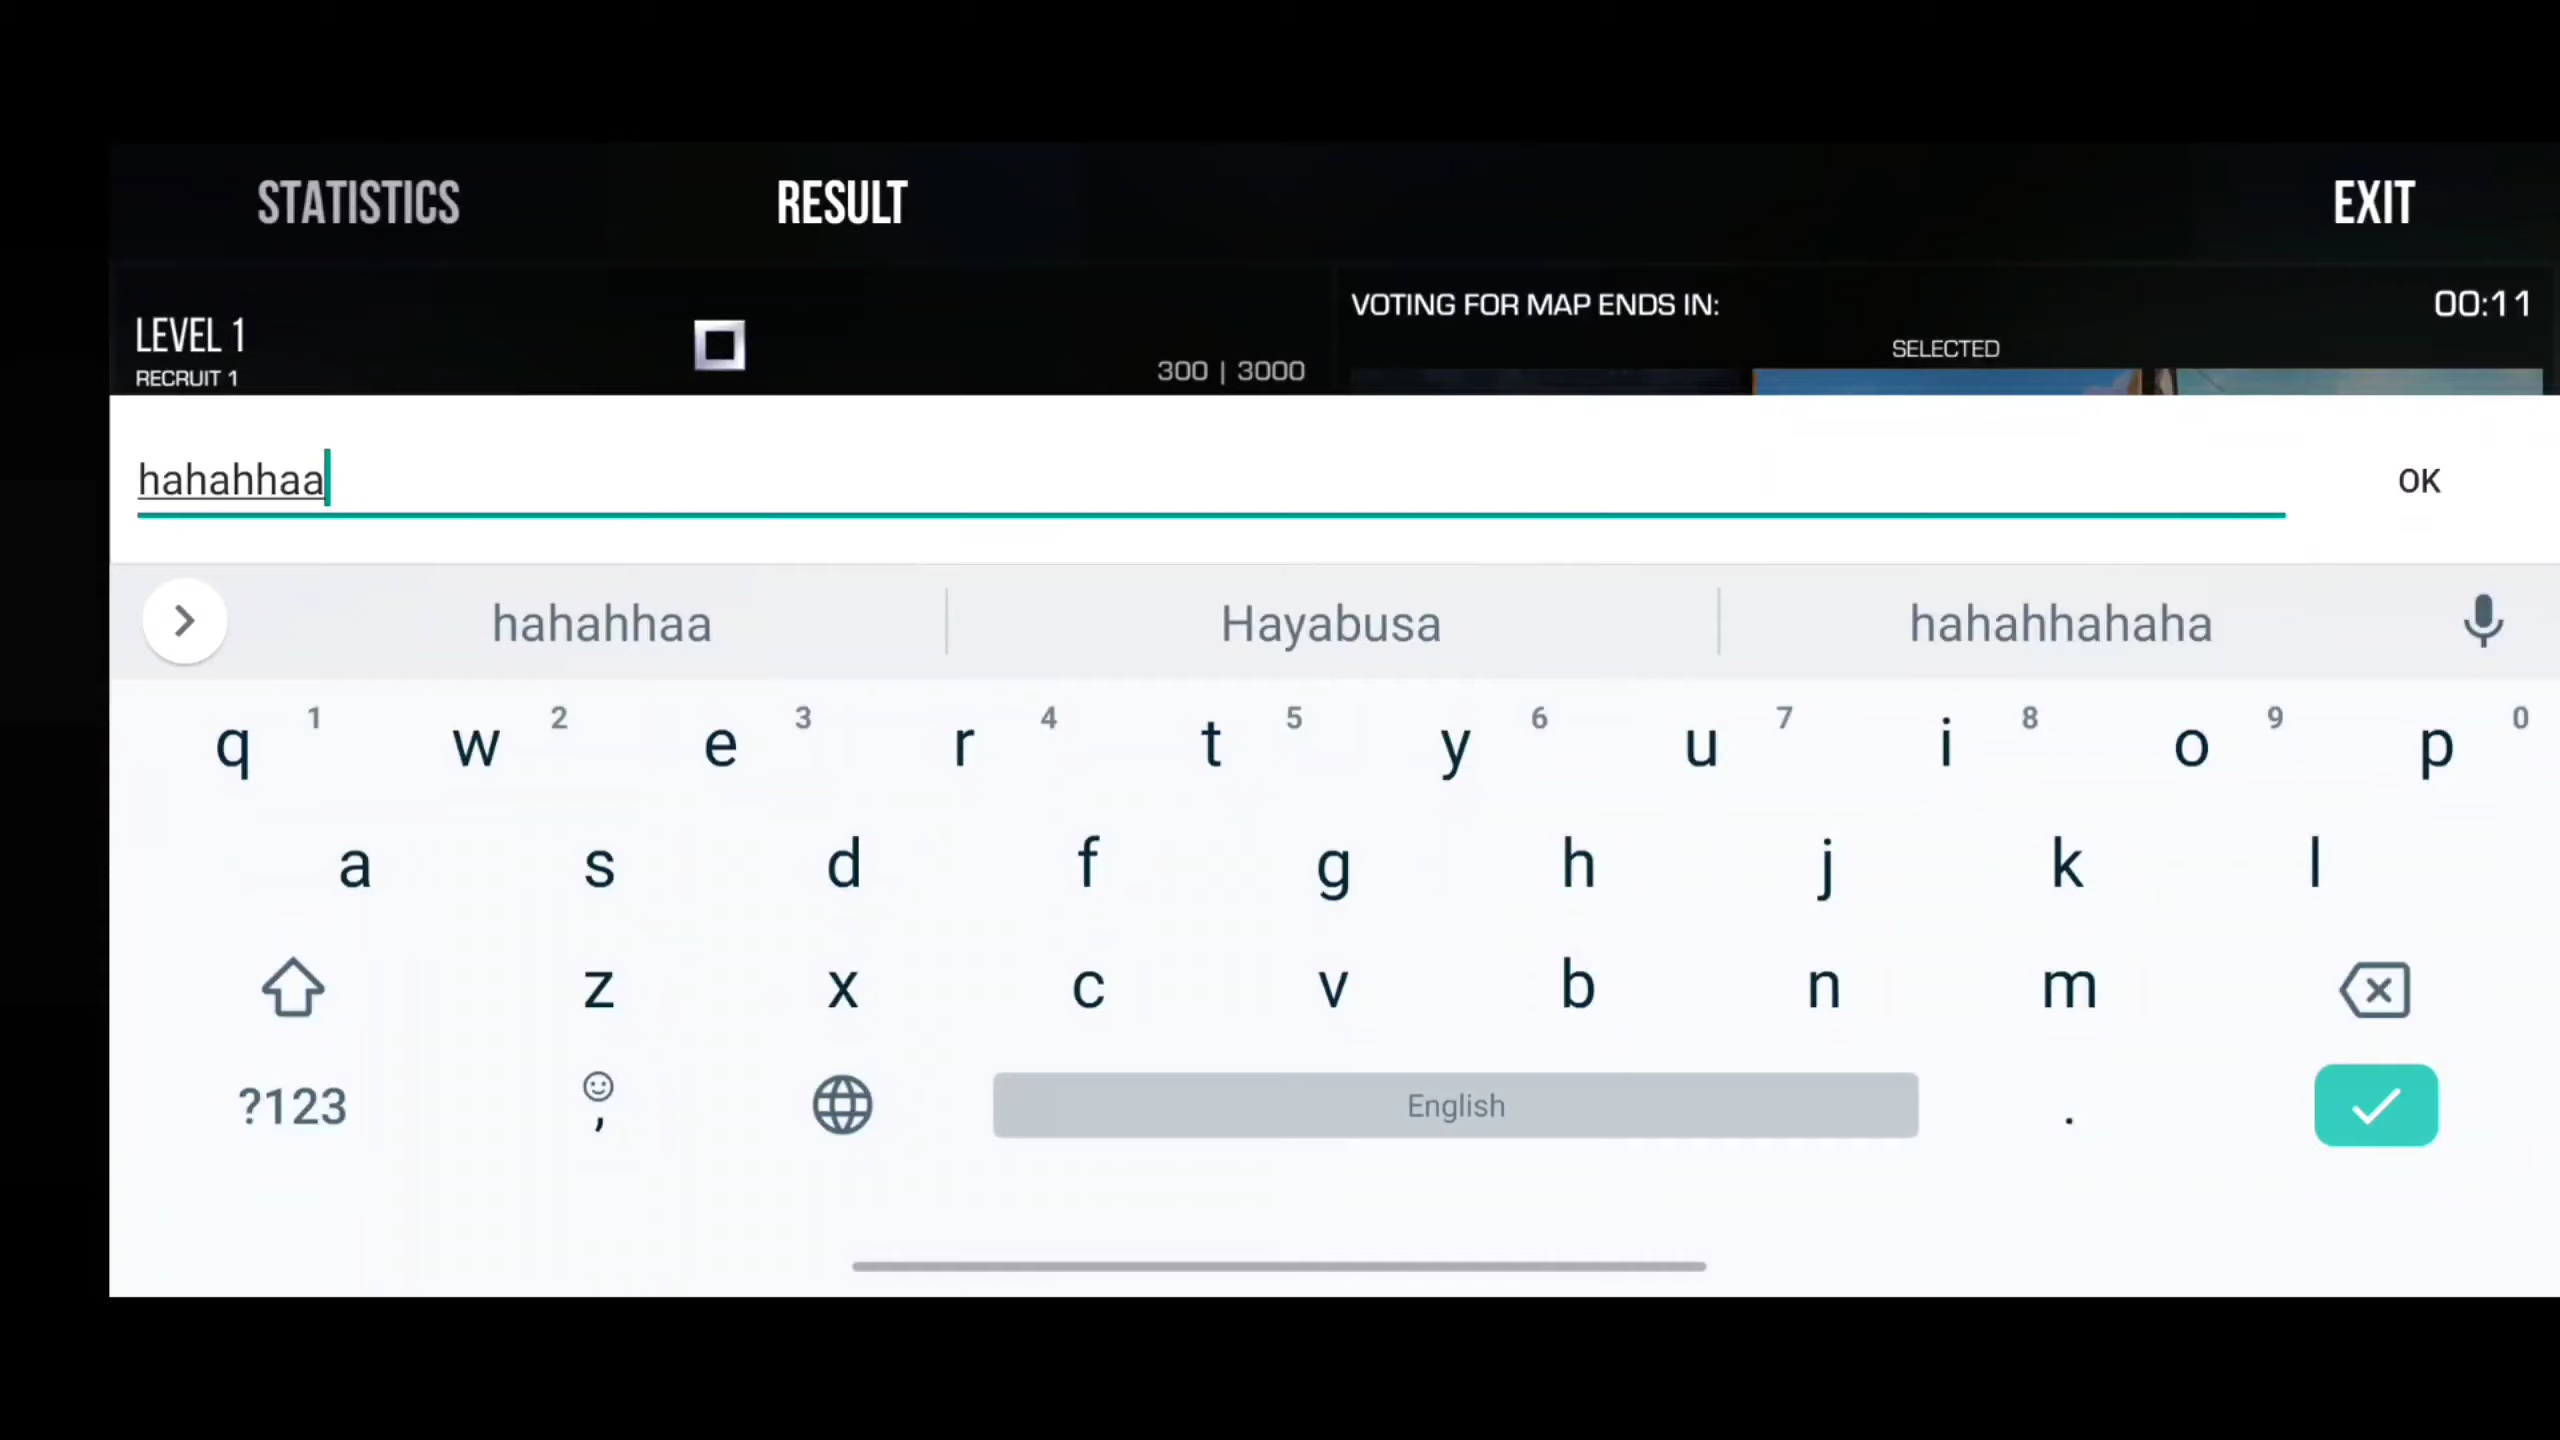 STATISTICS RESULT EXIT
LEVEL 1
RECRUIT 1
300 | 3000
VOTING FOR MAP ENDS IN: 00:11
SELECTED
hahahhaa OK
hahahhaa Hayabusa hahahhahaha
q 1 w 2 e 3 r 4 t 5 y 6 u 7 i 8 o 9 p 0
a s d f g h j k l
z x c v b n m
?123 , English .